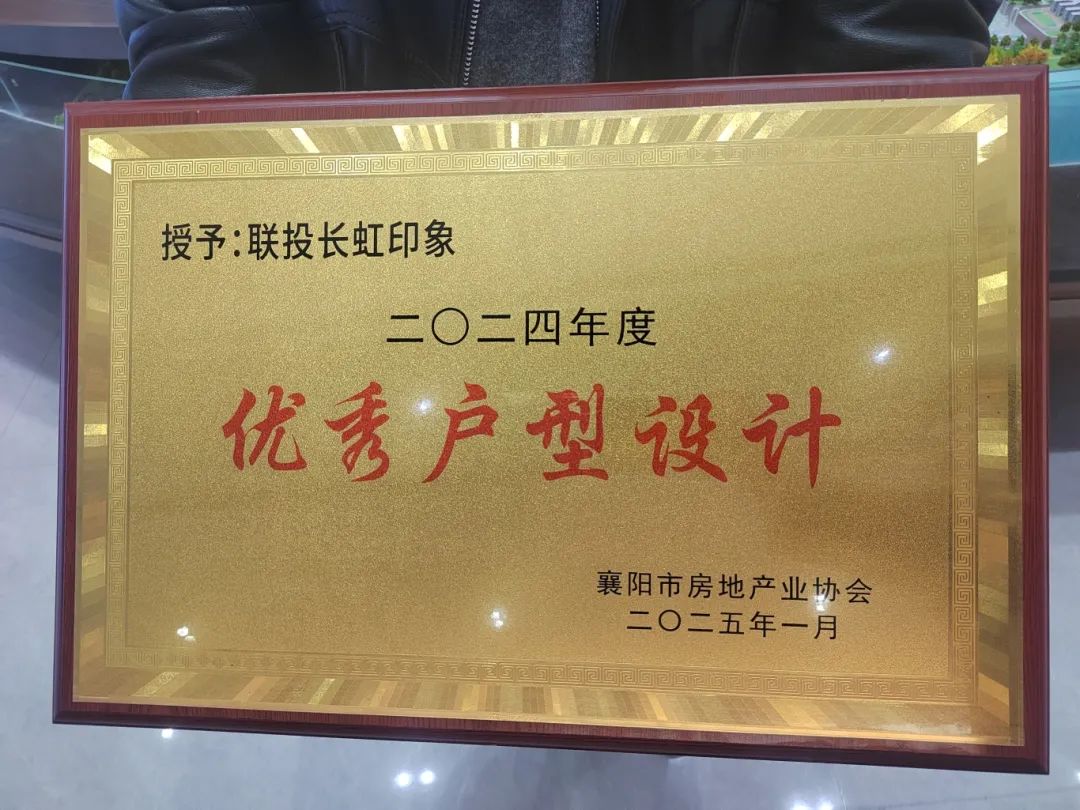 授予:联投长虹印象
二〇二四年度
优秀户型设计
襄阳市房地产业协会
二〇二五年一月